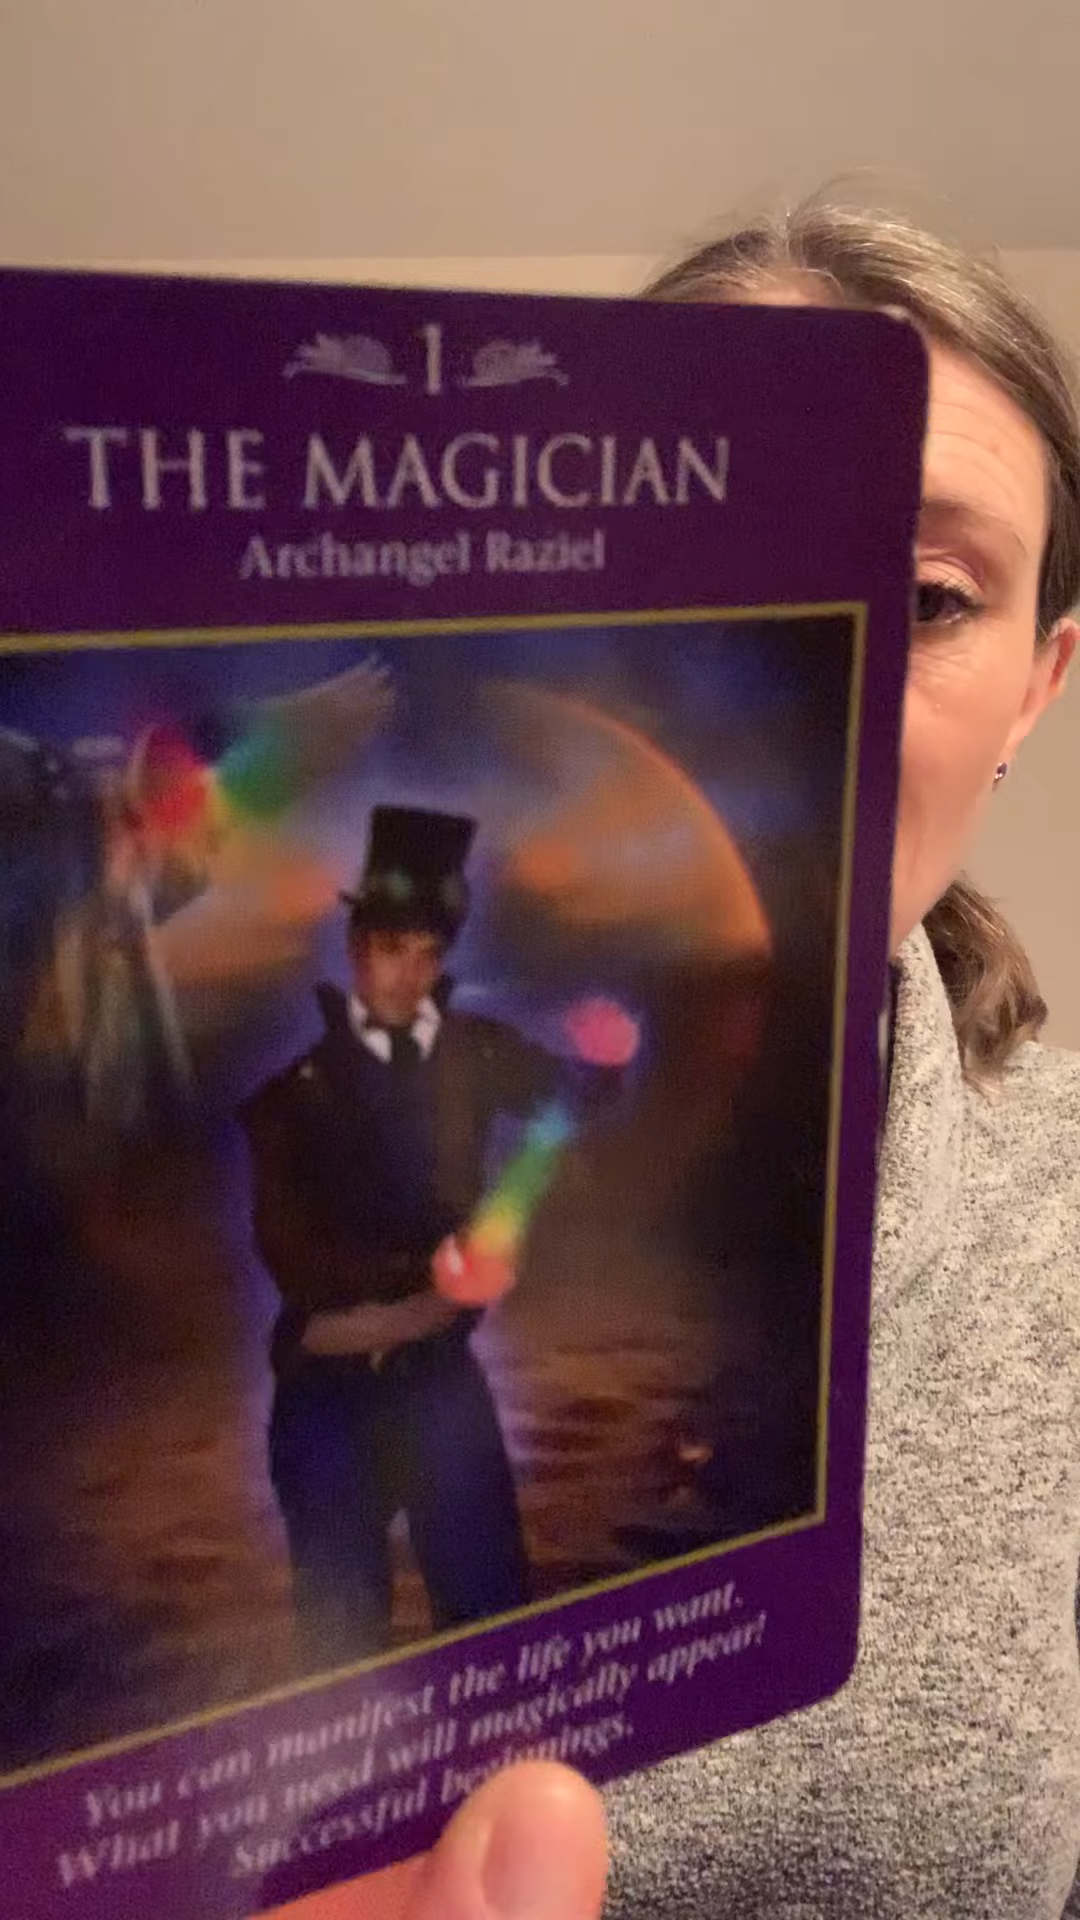 1
THE MAGICIAN
Archangel Raziel
You can manifest the life you want.
What you need will magically appear!
Successful beginnings.